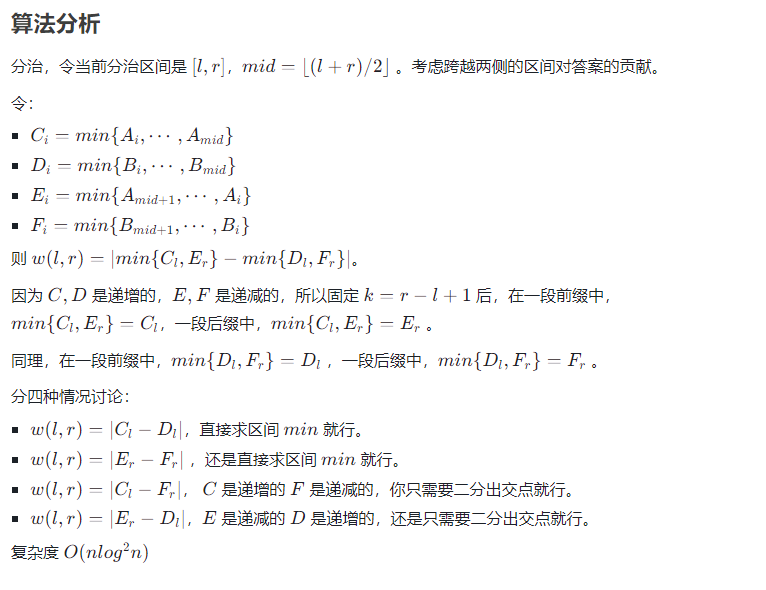 算法分析
分治，令当前分治区间是 [l, r]，mid = ⌊(l + r)/2⌋ 。考虑跨越两侧的区间对答案的贡献。
令：
▪ C_i = min{A_i, ⋯ , A_{mid}}
▪ D_i = min{B_i, ⋯ , B_{mid}}
▪ E_i = min{A_{mid+1}, ⋯ , A_i}
▪ F_i = min{B_{mid+1}, ⋯ , B_i}
则 w(l, r) = |min{C_l, E_r} − min{D_l, F_r}|。
因为 C, D 是递增的，E, F 是递减的，所以固定 k = r − l + 1 后，在一段前缀中，
min{C_l, E_r} = C_l，一段后缀中，min{C_l, E_r} = E_r 。
同理，在一段前缀中，min{D_l, F_r} = D_l ，一段后缀中，min{D_l, F_r} = F_r 。
分四种情况讨论：
▪ w(l, r) = |C_l − D_l|，直接求区间 min 就行。
▪ w(l, r) = |E_r − F_r| ，还是直接求区间 min 就行。
▪ w(l, r) = |C_l − F_r|， C 是递增的 F 是递减的，你只需要二分出交点就行。
▪ w(l, r) = |E_r − D_l|，E 是递减的 D 是递增的，还是只需要二分出交点就行。
复杂度 O(nlog²n)